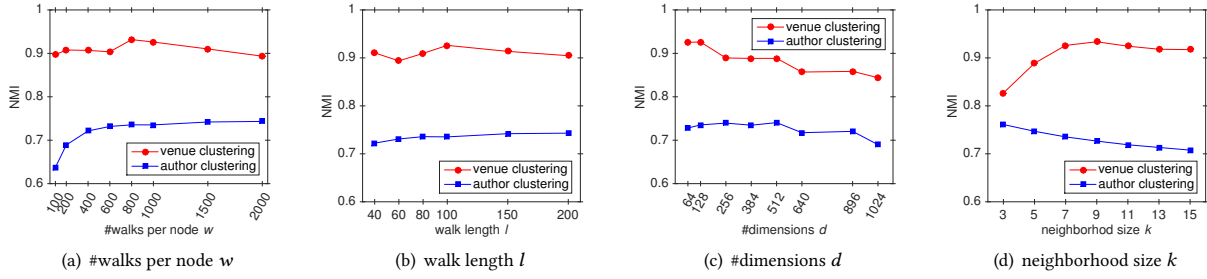 1
0.9
0.8
0.7
0.6
NMI
venue clustering
author clustering
100
200
400
600
800
1000
1500
2000
#walks per node w
(a) #walks per node w
1
0.9
0.8
0.7
0.6
NMI
venue clustering
author clustering
40 60 80 100 150 200
walk length l
(b) walk length l
1
0.9
0.8
0.7
0.6
NMI
venue clustering
author clustering
64
128
256
384
512
640
896
1024
#dimensions d
(c) #dimensions d
1
0.9
0.8
0.7
0.6
NMI
venue clustering
author clustering
3 5 7 9 11 13 15
neighborhod size k
(d) neighborhood size k